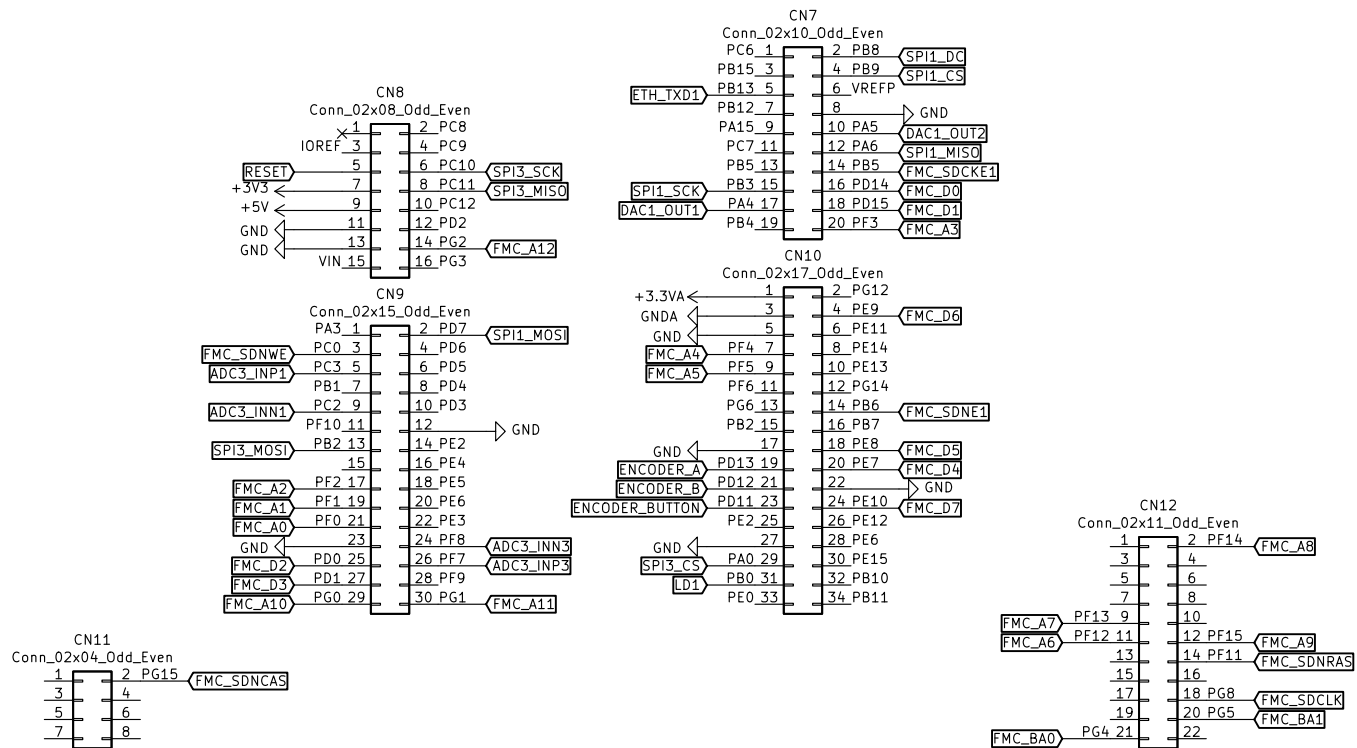 CN7
Conn_02x10_Odd_Even
PC6 1 2 PB8 SPI1_DC
PB15 3 4 PB9 SPI1_CS
ETH_TXD1 PB13 5 6 VREFP
PB12 7 8 GND
PA15 9 10 PA5 DAC1_OUT2
PC7 11 12 PA6 SPI1_MISO
PB5 13 14 PB5 FMC_SDCKE1
SPI1_SCK PB3 15 16 PD14 FMC_D0
DAC1_OUT1 PA4 17 18 PD15 FMC_D1
PB4 19 20 PF3 FMC_A3
CN8
Conn_02x08_Odd_Even
1 2 PC8
IOREF 3 4 PC9
RESET 5 6 PC10 SPI3_SCK
+3V3 7 8 PC11 SPI3_MISO
+5V 9 10 PC12
GND 11 12 PD2
GND 13 14 PG2 FMC_A12
VIN 15 16 PG3
CN9
Conn_02x15_Odd_Even
PA3 1 2 PD7 SPI1_MOSI
FMC_SDNWE PC0 3 4 PD6
ADC3_INP1 PC3 5 6 PD5
PB1 7 8 PD4
ADC3_INN1 PC2 9 10 PD3
PF10 11 12 GND
SPI3_MOSI PB2 13 14 PE2
15 16 PE4
FMC_A2 PF2 17 18 PE5
FMC_A1 PF1 19 20 PE6
FMC_A0 PF0 21 22 PE3
GND 23 24 PF8 ADC3_INN3
FMC_D2 PD0 25 26 PF7 ADC3_INP3
FMC_D3 PD1 27 28 PF9
FMC_A10 PG0 29 30 PG1 FMC_A11
CN10
Conn_02x17_Odd_Even
+3.3VA 1 2 PG12
GNDA 3 4 PE9 FMC_D6
GND 5 6 PE11
FMC_A4 PF4 7 8 PE14
FMC_A5 PF5 9 10 PE13
PF6 11 12 PG14
PG6 13 14 PB6 FMC_SDNE1
PB2 15 16 PB7
GND 17 18 PE8 FMC_D5
ENCODER_A PD13 19 20 PE7 FMC_D4
ENCODER_B PD12 21 22 GND
ENCODER_BUTTON PD11 23 24 PE10 FMC_D7
PE2 25 26 PE12
GND 27 28 PE6
SPI3_CS PA0 29 30 PE15
LD1 PB0 31 32 PB10
PE0 33 34 PB11
CN12
Conn_02x11_Odd_Even
1 2 PF14 FMC_A8
3 4
5 6
7 8
FMC_A7 PF13 9 10
FMC_A6 PF12 11 12 PF15 FMC_A9
13 14 PF11 FMC_SDNRAS
15 16
17 18 PG8 FMC_SDCLK
19 20 PG5 FMC_BA1
FMC_BA0 PG4 21 22
CN11
Conn_02x04_Odd_Even
1 2 PG15 FMC_SDNCAS
3 4
5 6
7 8